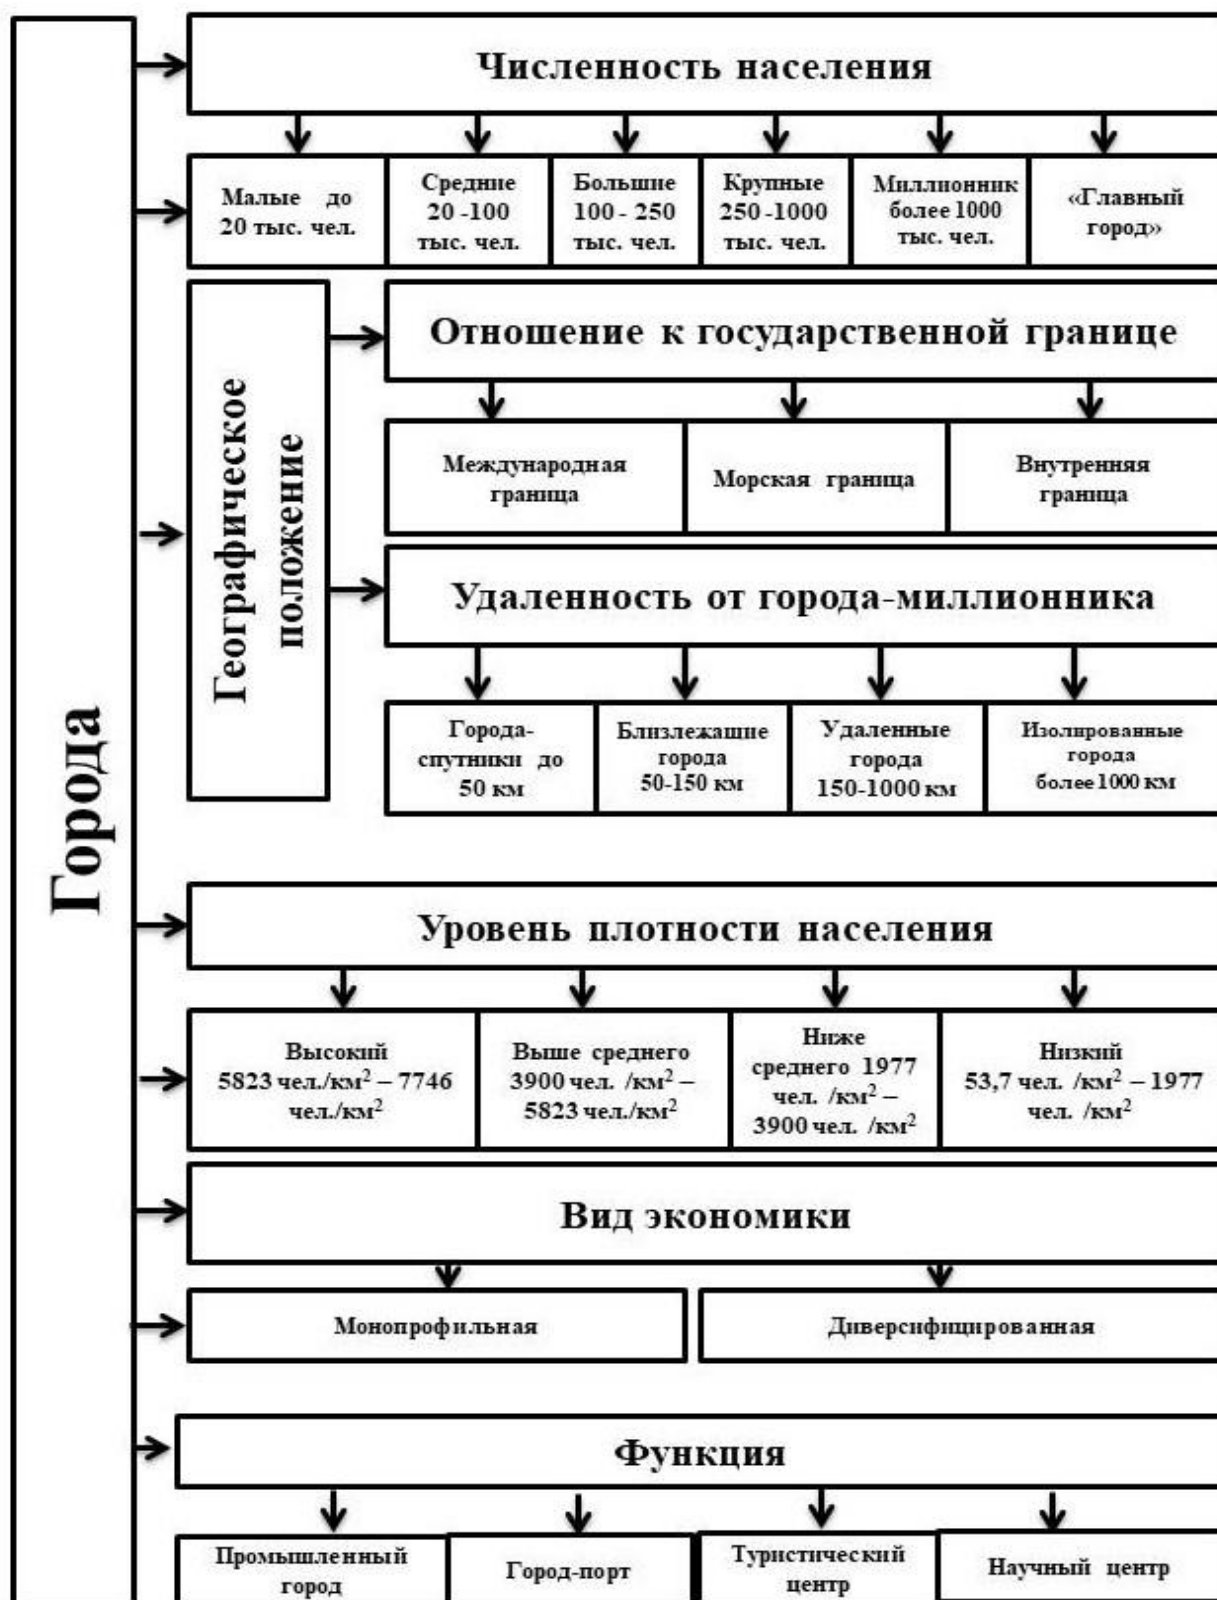 Города
Численность населения
Малые до
20 тыс. чел.
Средние
20 -100
тыс. чел.
Большие
100 - 250
тыс. чел.
Крупные
250 -1000
тыс. чел.
Миллионник
более 1000
тыс. чел.
«Главный
город»
Географическое
положение
Отношение к государственной границе
Международная
граница
Морская граница
Внутренняя
граница
Удаленность от города-миллионника
Города-
спутники до
50 км
Близлежащие
города
50-150 км
Удаленные
города
150-1000 км
Изолированные
города
более 1000 км
Уровень плотности населения
Высокий
5823 чел./км² – 7746
чел./км²
Выше среднего
3900 чел. /км² –
5823 чел./км²
Ниже
среднего 1977
чел. /км² –
3900 чел. /км²
Низкий
53,7 чел. /км² – 1977
чел. /км²
Вид экономики
Монопрофильная
Диверсифицированная
Функция
Промышленный
город
Город-порт
Туристический
центр
Научный центр